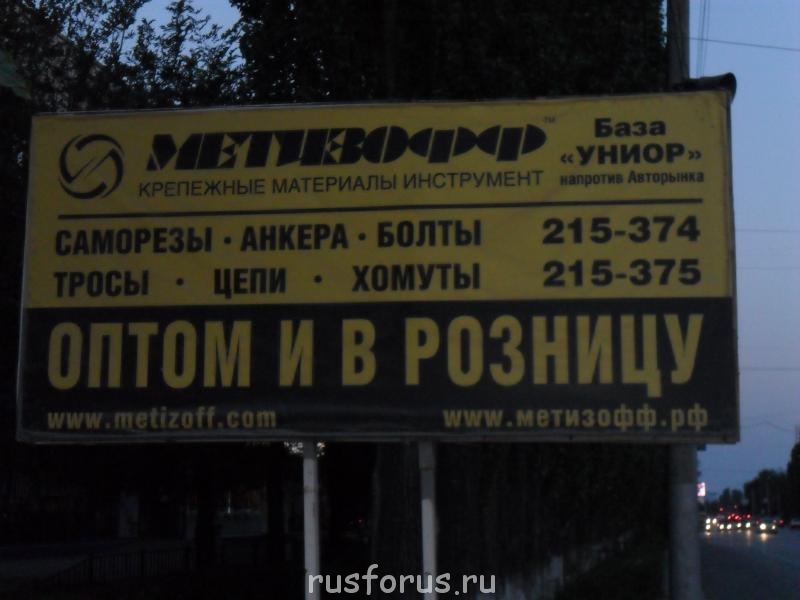 МЕТИЗОФФ™
КРЕПЕЖНЫЕ МАТЕРИАЛЫ ИНСТРУМЕНТ
База
«УНИОР»
напротив Авторынка
САМОРЕЗЫ · АНКЕРА · БОЛТЫ 215-374
ТРОСЫ · ЦЕПИ · ХОМУТЫ 215-375
ОПТОМ И В РОЗНИЦУ
www.metizoff.com www.метизофф.рф
rusforus.ru